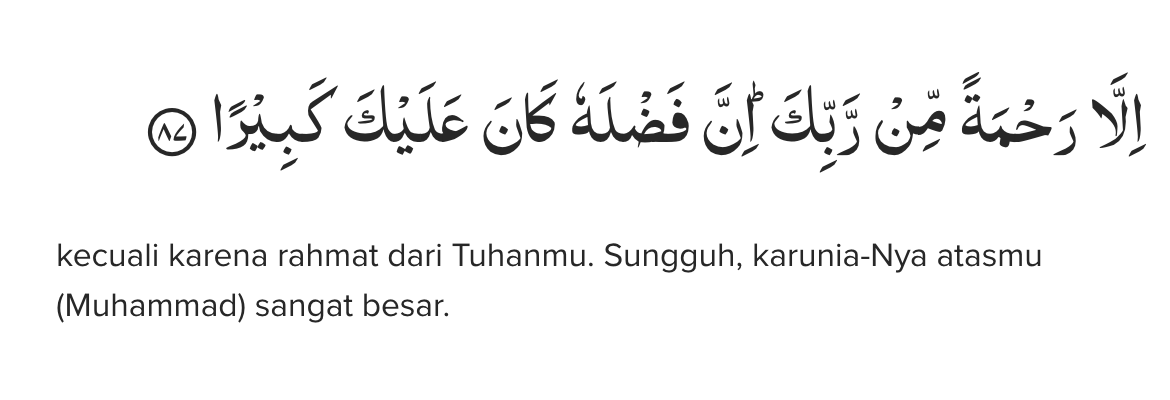 اِلَّا رَحْمَةً مِّنْ رَّبِّكَۗ اِنَّ فَضْلَهٗ كَانَ عَلَيْكَ كَبِيْرًا ٨٧
kecuali karena rahmat dari Tuhanmu. Sungguh, karunia-Nya atasmu
(Muhammad) sangat besar.